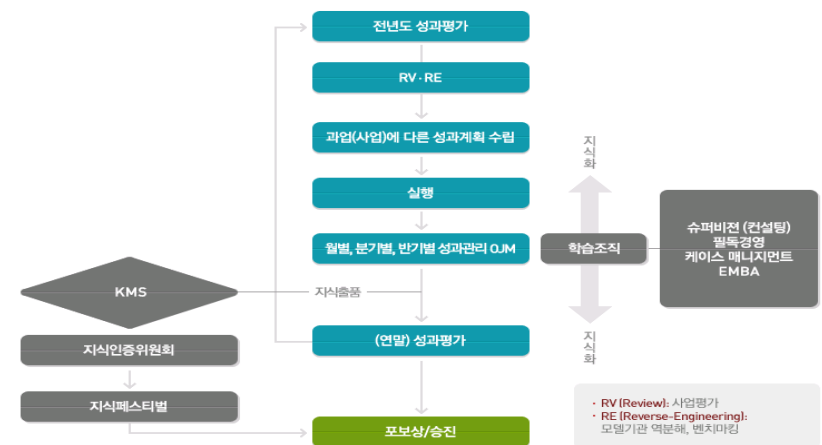 전년도 성과평가
RV·RE
과업(사업)에 다른 성과계획 수립
실행
월별, 분기별, 반기별 성과관리 OJM
지식화
학습조직
지식화
슈퍼비젼 (컨설팅)
필독경영
케이스 매니지먼트
EMBA
KMS
지식출품
(연말) 성과평가
지식인증위원회
지식페스티벌
포보상/승진
· RV (Review): 사업평가
· RE (Reverse-Engineering):
모델기관 역분해, 벤치마킹